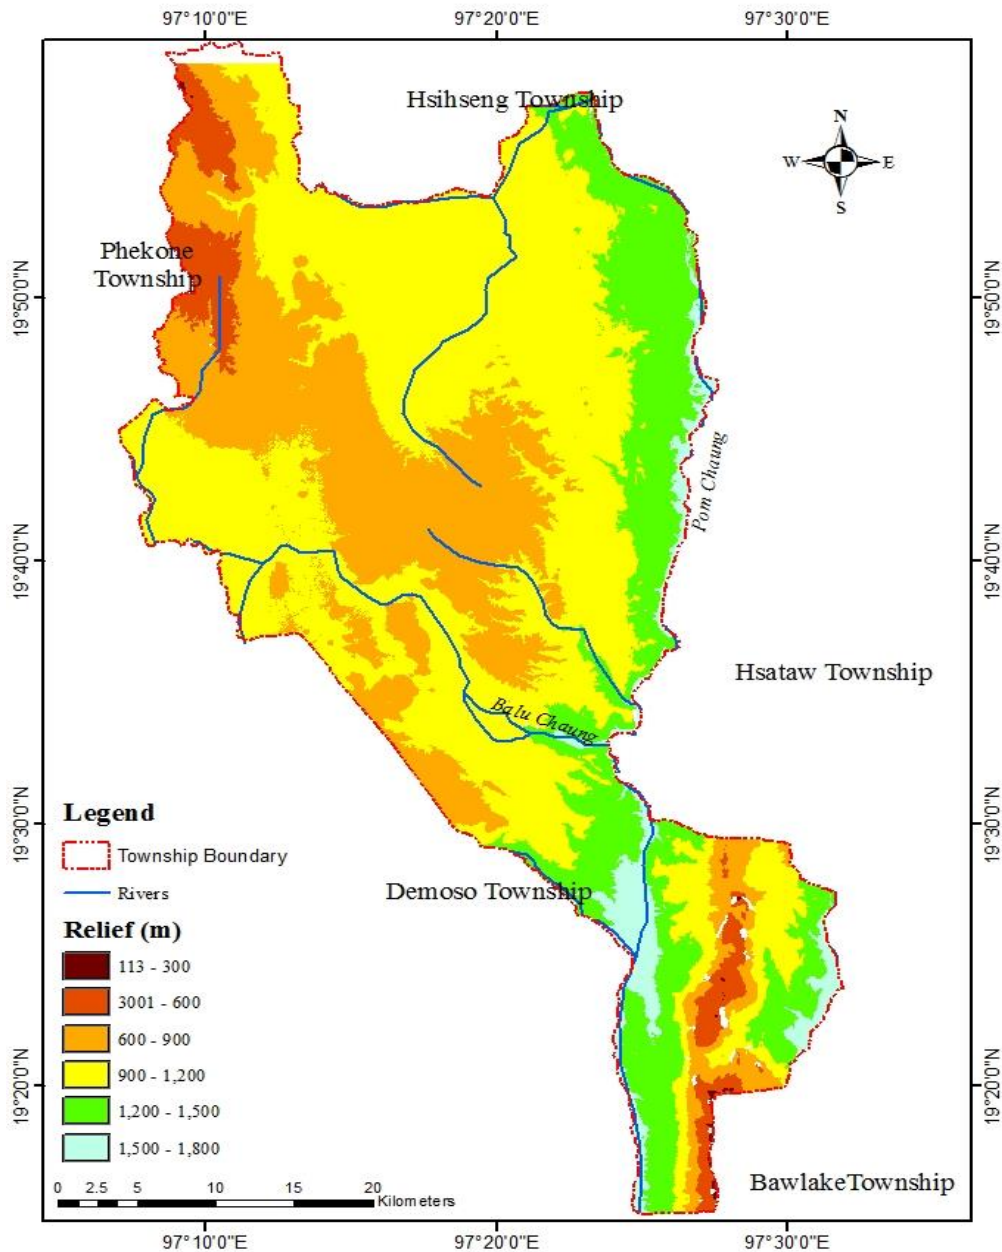 97°10'0"E
97°20'0"E
97°30'0"E
Hsihseng Township
N
W
E
S
Phekone
Township
19°50'0"N
19°50'0"N
Pom Chaung
19°40'0"N
19°40'0"N
Hsataw Township
Balu Chaung
Legend
19°30'0"N
19°30'0"N
Township Boundary
Demoso Township
Rivers
Relief (m)
113 - 300
3001 - 600
600 - 900
900 - 1,200
19°20'0"N
19°20'0"N
1,200 - 1,500
1,500 - 1,800
BawlakeTownship
0 2.5 5 10 15 20
Kilometers
97°10'0"E
97°20'0"E
97°30'0"E